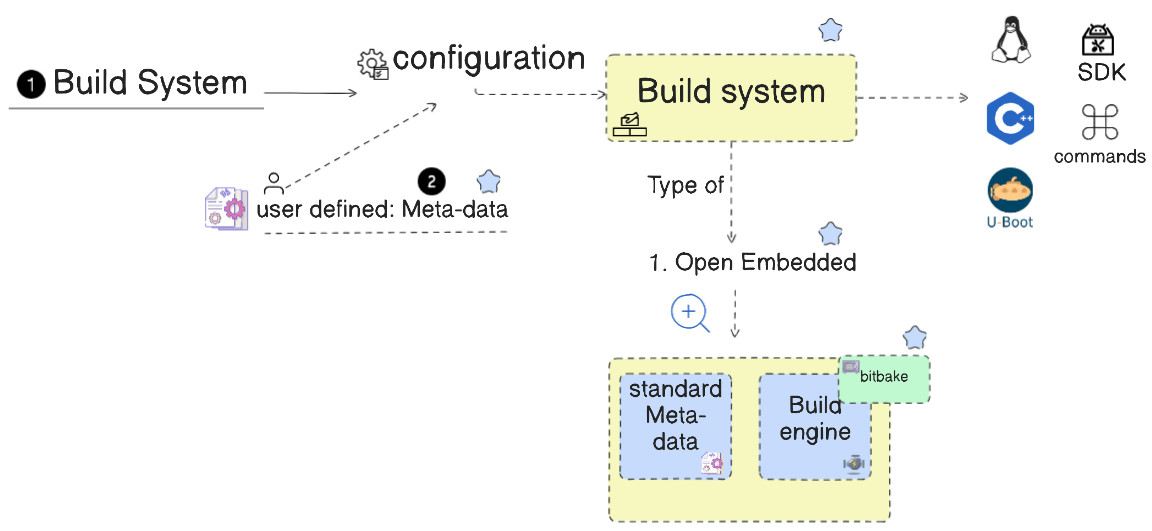 1 Build System
configuration
Build system
SDK
C++
commands
U-Boot
2
user defined: Meta-data
Type of
1. Open Embedded
standard
Meta-
data
Build
engine
bitbake